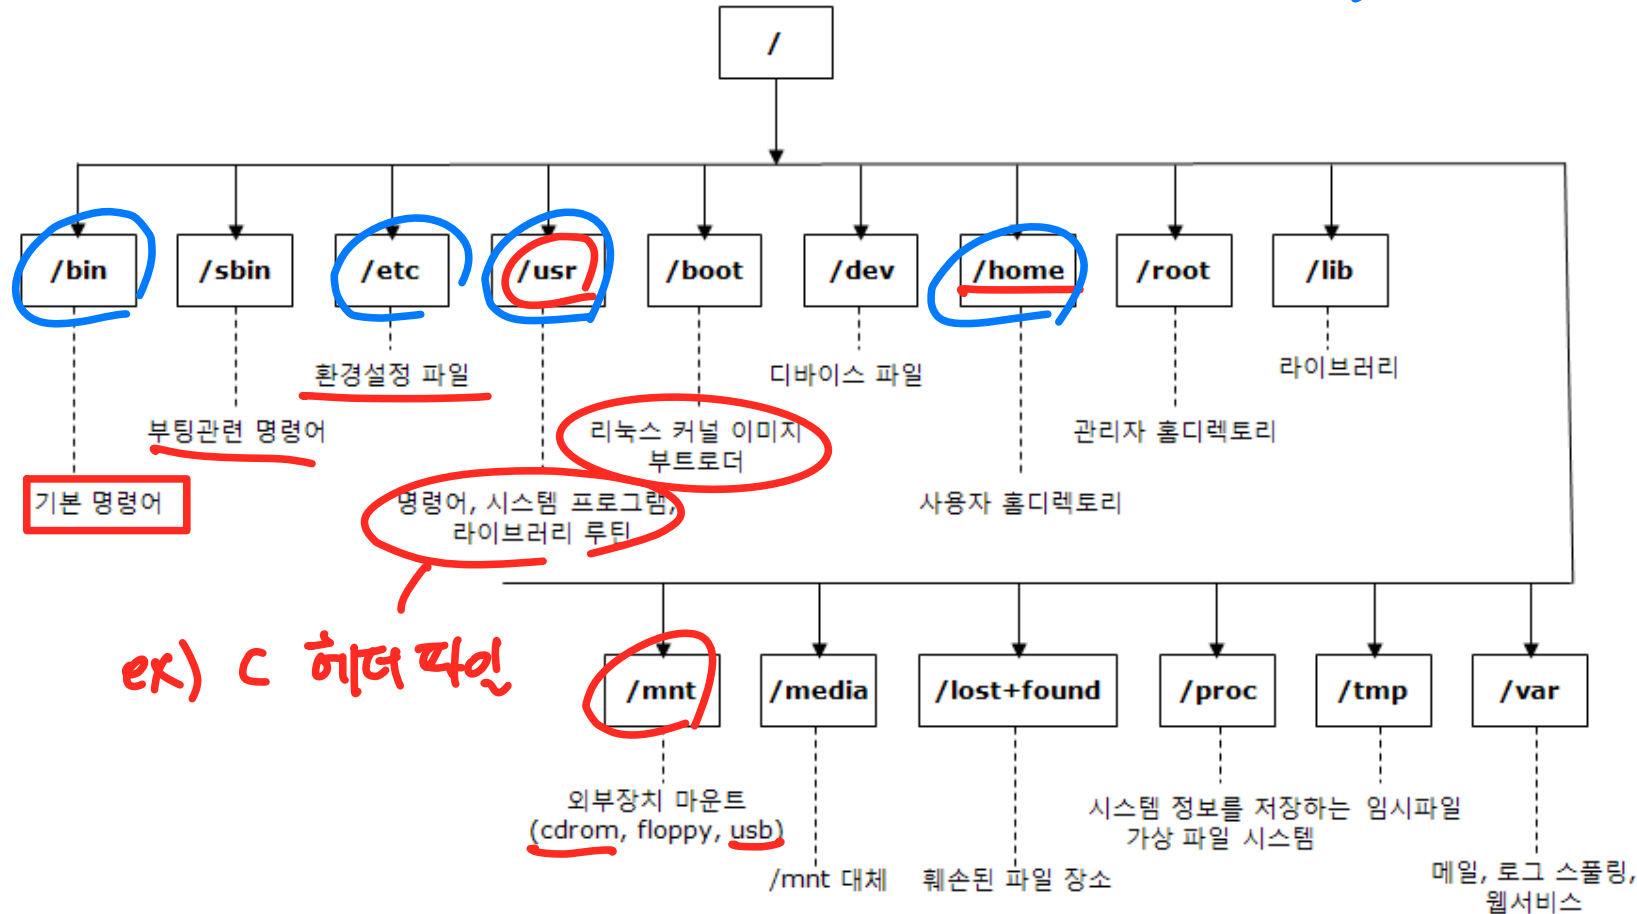 /
/bin
/sbin
/etc
/usr
/boot
/dev
/home
/root
/lib
환경설정 파일
디바이스 파일
라이브러리
부팅관련 명령어
리눅스 커널 이미지
부트로더
관리자 홈디렉토리
기본 명령어
명령어, 시스템 프로그램,
라이브러리 루틴
사용자 홈디렉토리
ex) C 헤더파일
/mnt
/media
/lost+found
/proc
/tmp
/var
외부장치 마운트
(cdrom, floppy, usb)
시스템 정보를 저장하는
가상 파일 시스템
임시파일
/mnt 대체
훼손된 파일 장소
메일, 로그 스풀링,
웹서비스